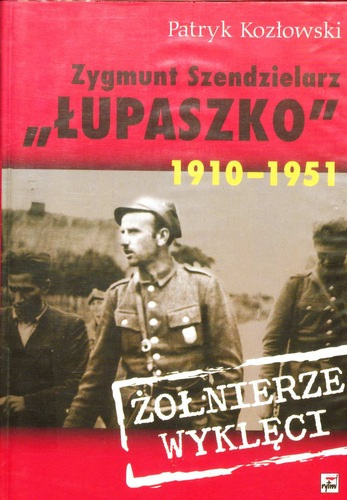 Patryk Kozłowski
Zygmunt Szendzielarz
„ŁUPASZKO”
1910–1951
ŻOŁNIERZE
WYKLĘCI
rytm